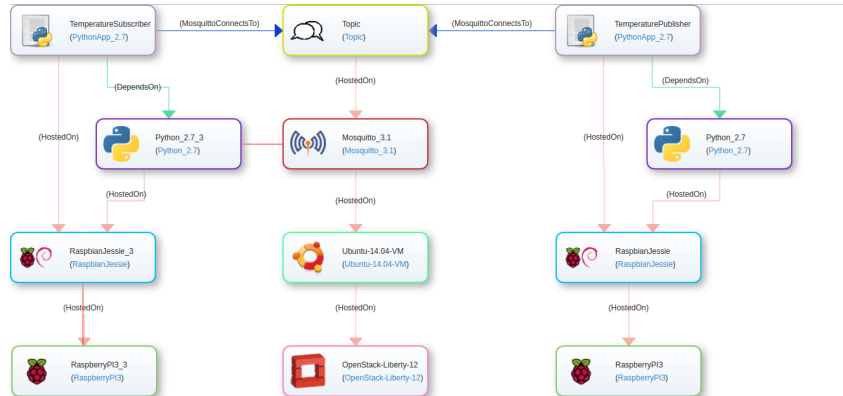 TemperatureSubscriber
(PythonApp_2.7)
(MosquittoConnectsTo)
Topic
(Topic)
(MosquittoConnectsTo)
TemperaturePublisher
(PythonApp_2.7)
(DependsOn)
(HostedOn)
(DependsOn)
(HostedOn)
Python_2.7_3
(Python_2.7)
Mosquitto_3.1
(Mosquitto_3.1)
(HostedOn)
Python_2.7
(Python_2.7)
(HostedOn)
(HostedOn)
(HostedOn)
RaspbianJessie_3
(RaspbianJessie)
Ubuntu-14.04-VM
(Ubuntu-14.04-VM)
RaspbianJessie
(RaspbianJessie)
(HostedOn)
(HostedOn)
(HostedOn)
RaspberryPI3_3
(RaspberryPI3)
OpenStack-Liberty-12
(OpenStack-Liberty-12)
RaspberryPI3
(RaspberryPI3)